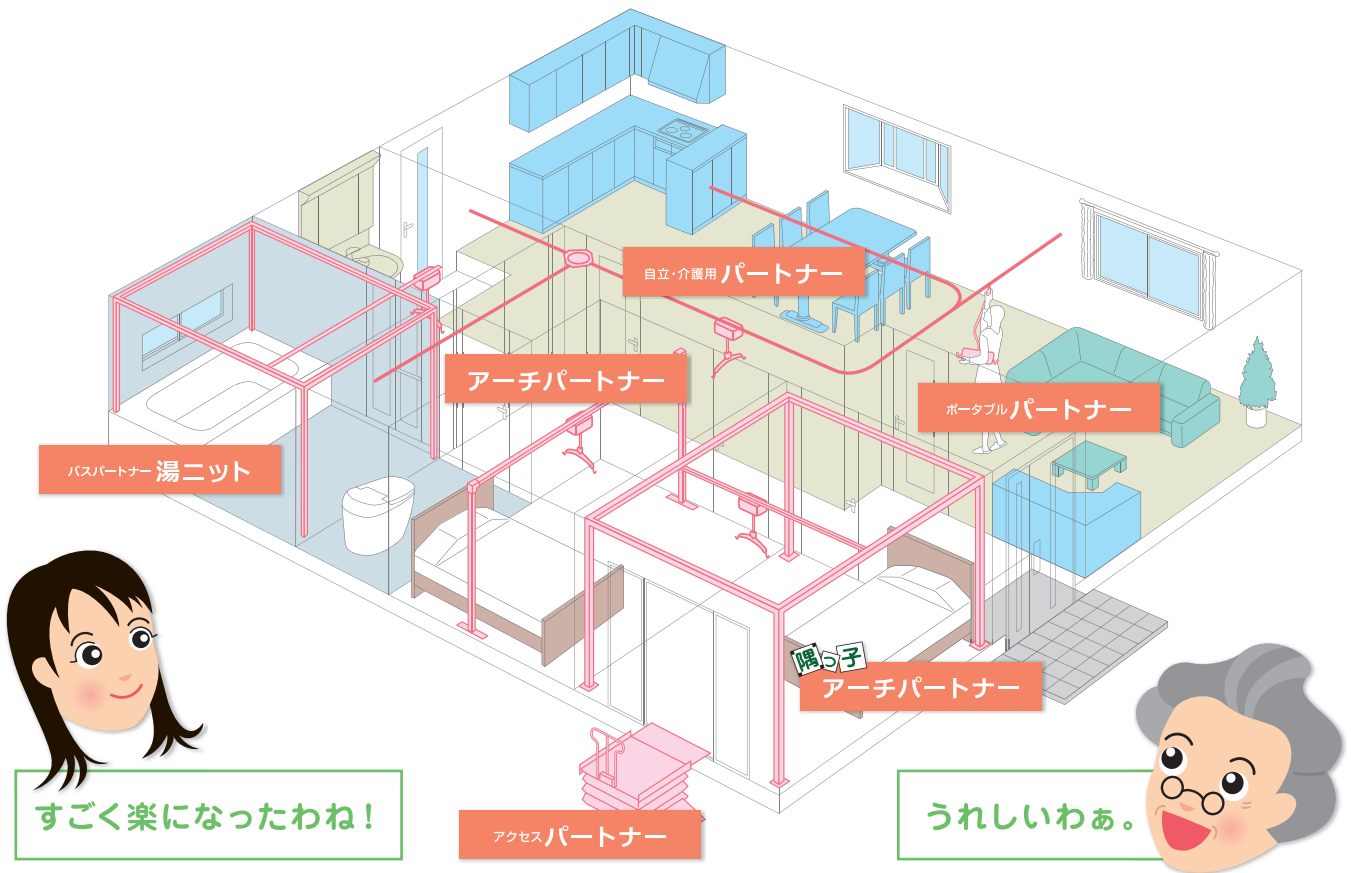 自立・介護用 パートナー
アーチパートナー
ポータブル パートナー
バスパートナー 湯ニット
隅っ子
アーチパートナー
すごく楽になったわね!
アクセス パートナー
うれしいわぁ。